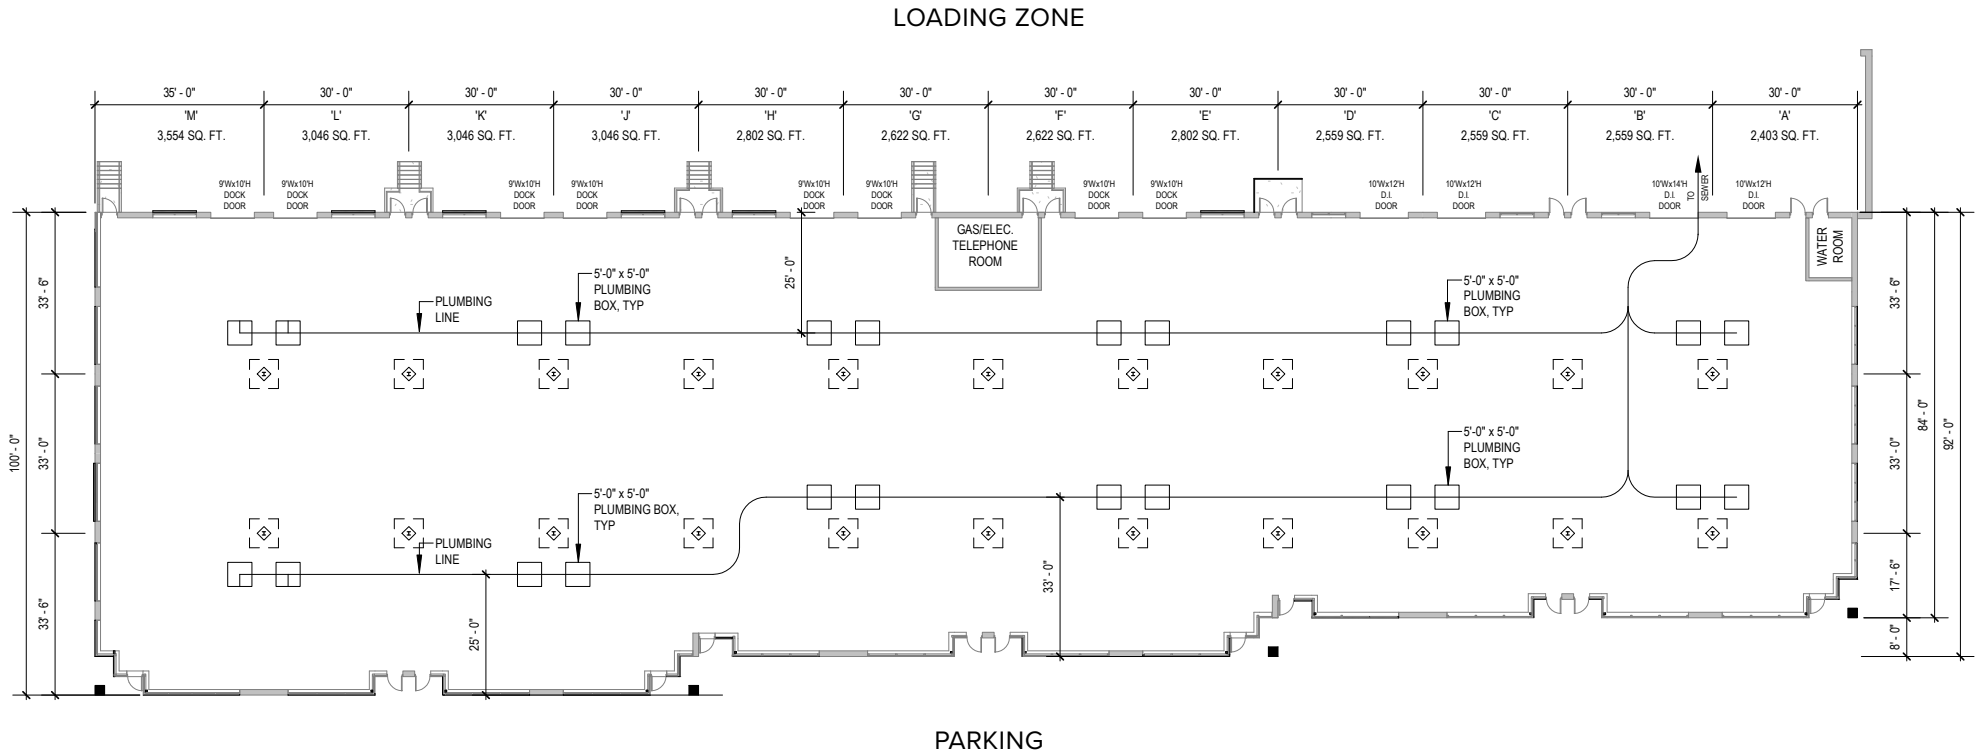 LOADING ZONE
35' - 0" 30' - 0" 30' - 0" 30' - 0" 30' - 0" 30' - 0" 30' - 0" 30' - 0" 30' - 0" 30' - 0" 30' - 0" 30' - 0"
'M' 'L' 'K' 'J' 'H' 'G' 'F' 'E' 'D' 'C' 'B' 'A'
3,554 SQ. FT. 3,046 SQ. FT. 3,046 SQ. FT. 3,046 SQ. FT. 2,802 SQ. FT. 2,622 SQ. FT. 2,622 SQ. FT. 2,802 SQ. FT. 2,559 SQ. FT. 2,559 SQ. FT. 2,559 SQ. FT. 2,403 SQ. FT.
9'Wx10'H
DOCK
DOOR
9'Wx10'H
DOCK
DOOR
9'Wx10'H
DOCK
DOOR
9'Wx10'H
DOCK
DOOR
9'Wx10'H
DOCK
DOOR
9'Wx10'H
DOCK
DOOR
9'Wx10'H
DOCK
DOOR
9'Wx10'H
DOCK
DOOR
10'Wx12'H
D.I.
DOOR
10'Wx12'H
D.I.
DOOR
10'Wx14'H
D.I.
DOOR
TO
SEWER
10'Wx12'H
D.I.
DOOR
GAS/ELEC.
TELEPHONE
ROOM
WATER
ROOM
33' - 6"
25' - 0"
33' - 6"
PLUMBING
LINE
5'-0" x 5'-0"
PLUMBING
BOX, TYP
5'-0" x 5'-0"
PLUMBING
BOX, TYP
100' - 0"
33' - 0"
5'-0" x 5'-0"
PLUMBING
BOX, TYP
33' - 0"
84' - 0"
92' - 0"
5'-0" x 5'-0"
PLUMBING BOX,
TYP
PLUMBING
LINE
33' - 6"
25' - 0"
33' - 0"
17' - 6"
8' - 0"
PARKING